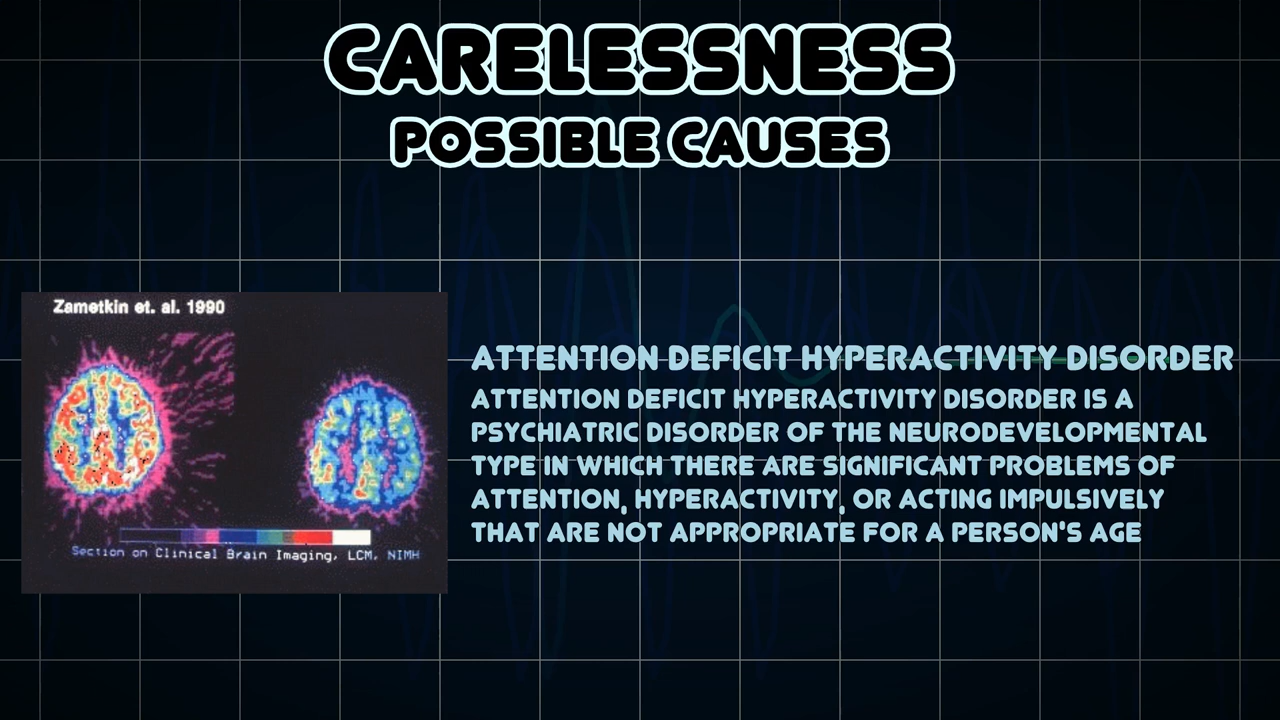 CARELESSNESS
POSSIBLE CAUSES
Zametkin et. al. 1990
Section on Clinical Brain Imaging, LCM, NIMH
ATTENTION DEFICIT HYPERACTIVITY DISORDER
ATTENTION DEFICIT HYPERACTIVITY DISORDER IS A
PSYCHIATRIC DISORDER OF THE NEURODEVELOPMENTAL
TYPE IN WHICH THERE ARE SIGNIFICANT PROBLEMS OF
ATTENTION, HYPERACTIVITY, OR ACTING IMPULSIVELY
THAT ARE NOT APPROPRIATE FOR A PERSON'S AGE